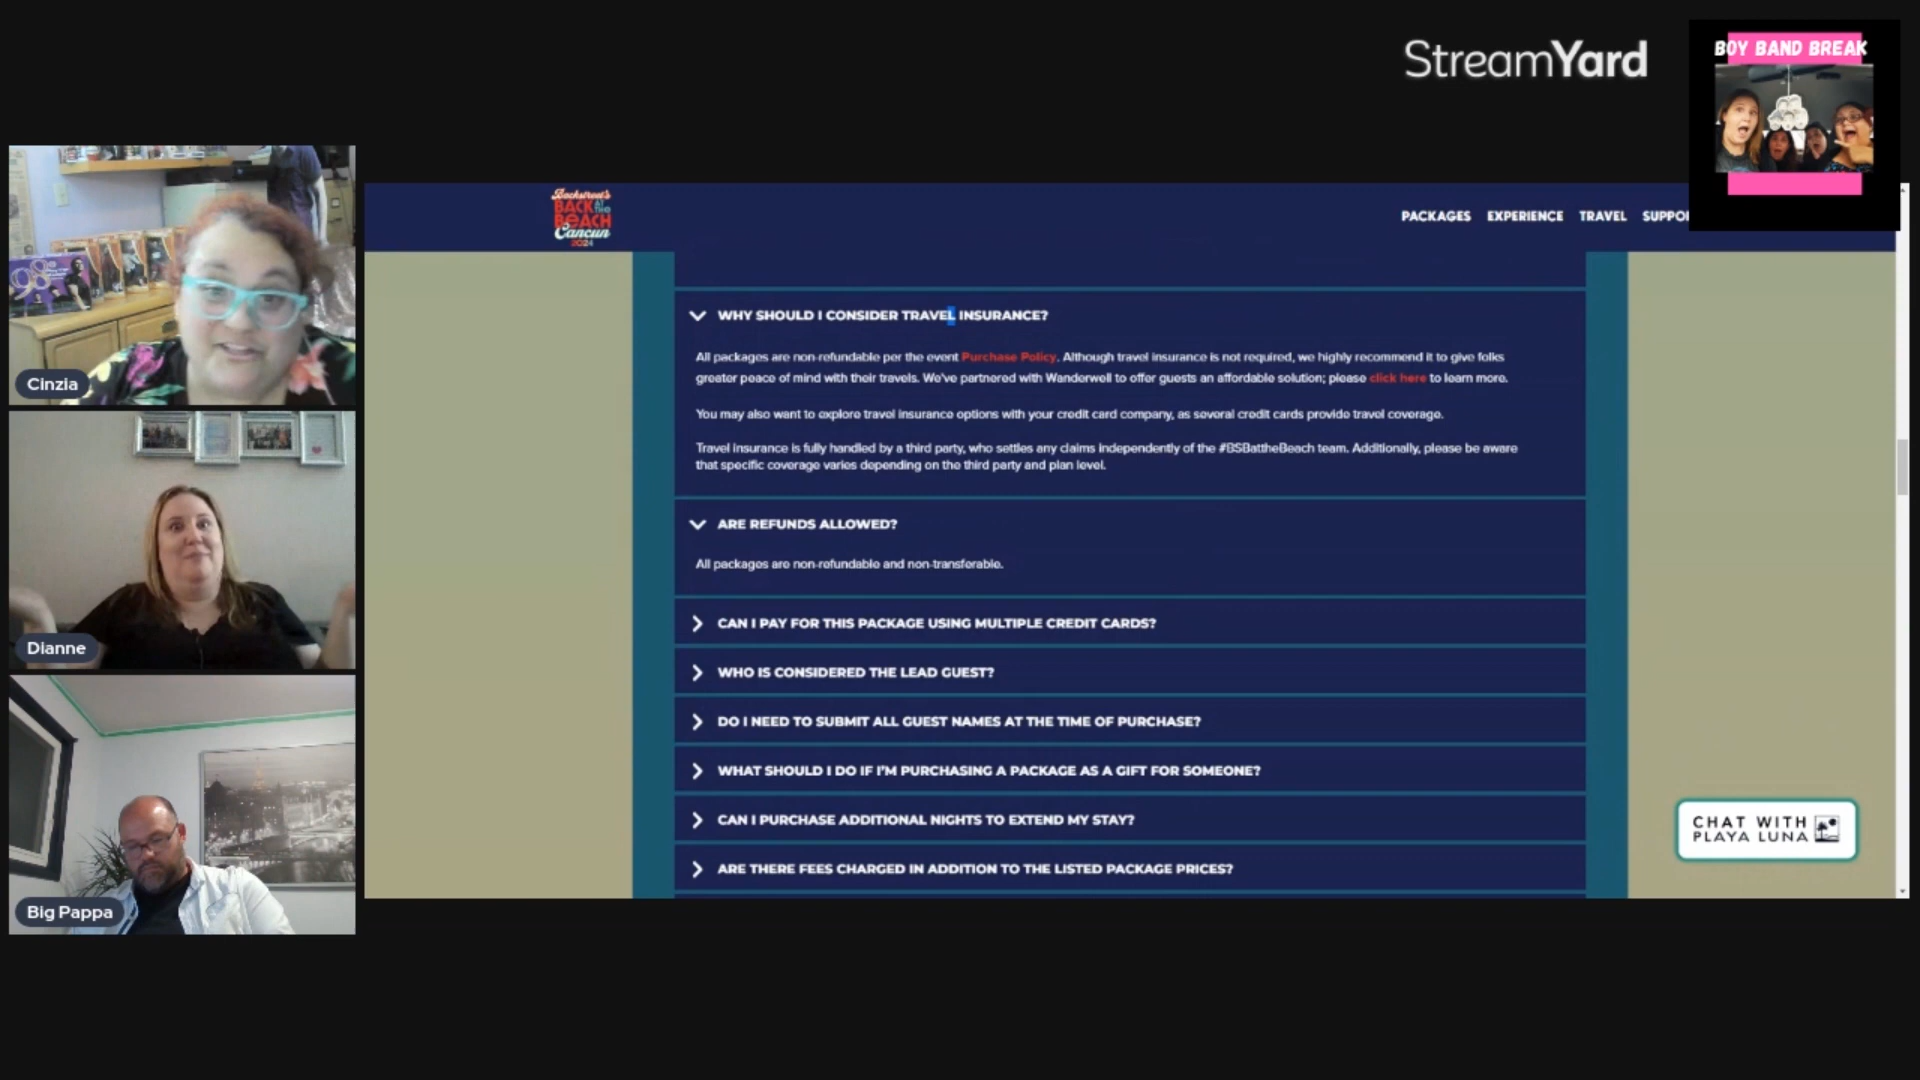 StreamYard
BOY BAND BREAK
Backstreet's
BACK AT THE
BEACH
Cancun
2024
PACKAGES EXPERIENCE TRAVEL SUPPO
98°
Cinzia
Dianne
Big Pappa
WHY SHOULD I CONSIDER TRAVEL INSURANCE?
All packages are non-refundable per the event Purchase Policy. Although travel insurance is not required, we highly recommend it to give folks
greater peace of mind with their travels. We've partnered with Wanderwell to offer guests an affordable solution; please click here to learn more.
You may also want to explore travel insurance options with your credit card company, as several credit cards provide travel coverage.
Travel insurance is fully handled by a third party, who settles any claims independently of the #BSBattheBeach team. Additionally, please be aware
that specific coverage varies depending on the third party and plan level.
ARE REFUNDS ALLOWED?
All packages are non-refundable and non-transferable.
CAN I PAY FOR THIS PACKAGE USING MULTIPLE CREDIT CARDS?
WHO IS CONSIDERED THE LEAD GUEST?
DO I NEED TO SUBMIT ALL GUEST NAMES AT THE TIME OF PURCHASE?
WHAT SHOULD I DO IF I'M PURCHASING A PACKAGE AS A GIFT FOR SOMEONE?
CAN I PURCHASE ADDITIONAL NIGHTS TO EXTEND MY STAY?
ARE THERE FEES CHARGED IN ADDITION TO THE LISTED PACKAGE PRICES?
CHAT WITH
PLAYA LUNA